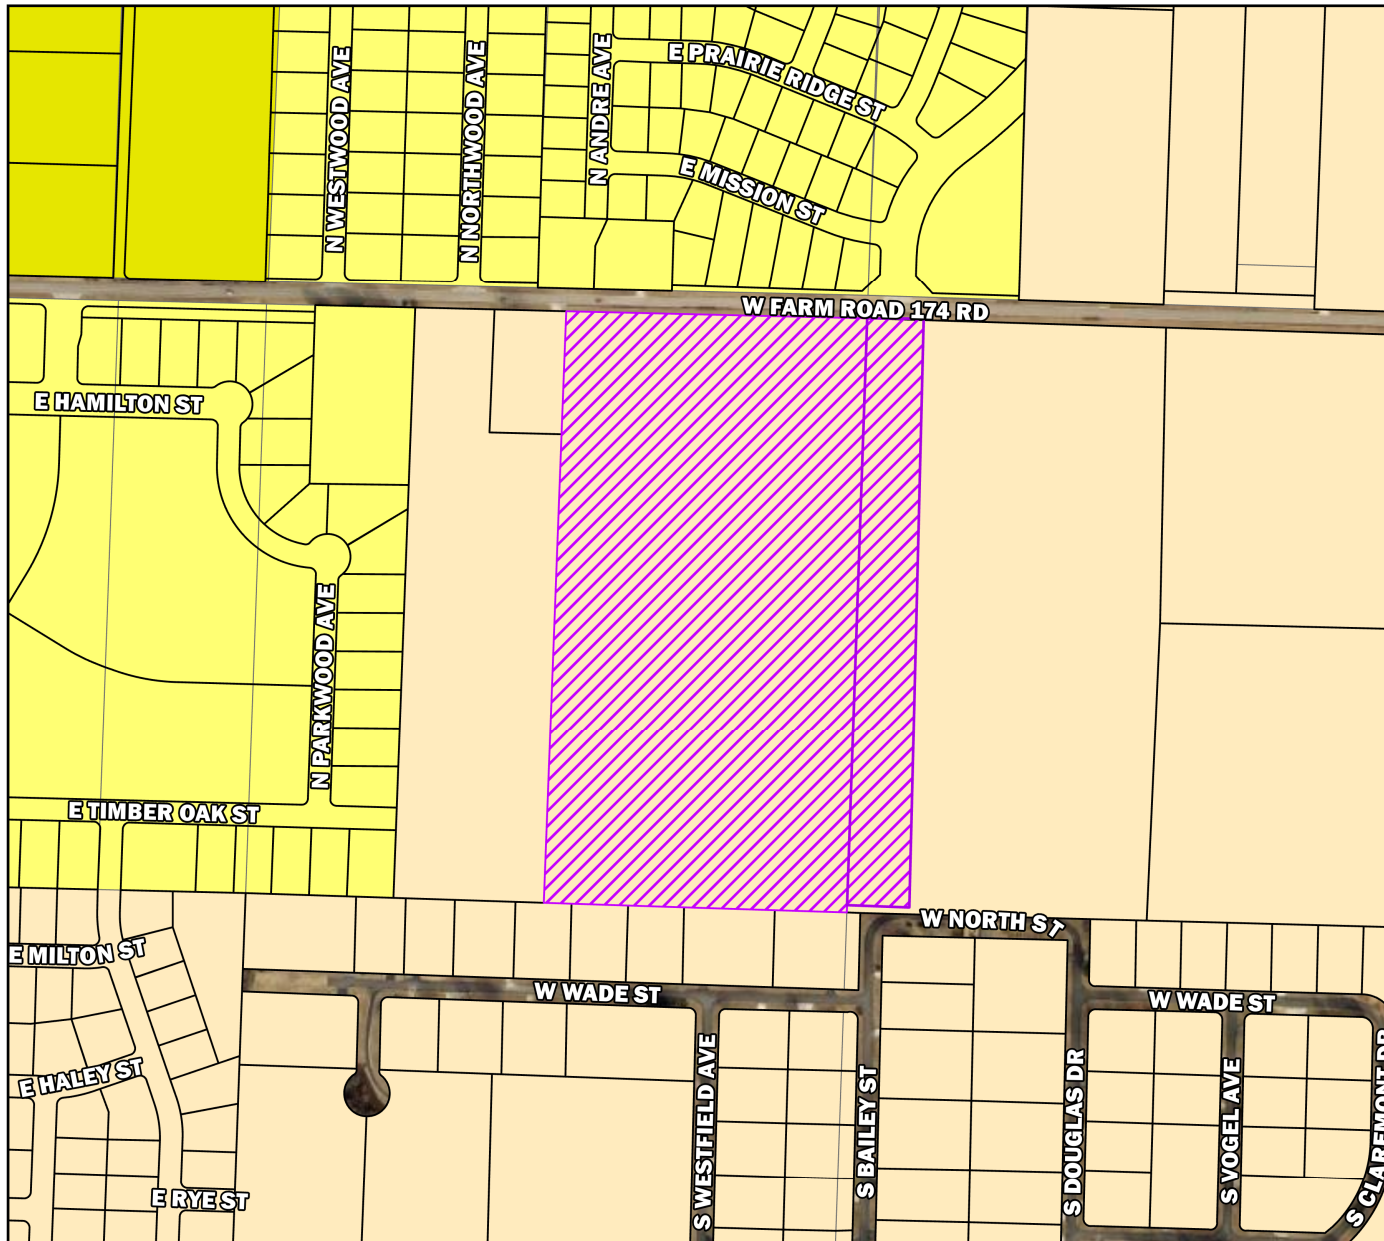 N WESTWOOD AVE
N NORTHWOOD AVE
N ANDRE AVE
E PRAIRIE RIDGE ST
E MISSION ST
W FARM ROAD 174 RD
E HAMILTON ST
N PARKWOOD AVE
E TIMBER OAK ST
W NORTH ST
E MILTON ST
W WADE ST
W WADE ST
E HALEY ST
S WESTFIELD AVE
S BAILEY ST
S DOUGLAS DR
S VOGEL AVE
S CLAREMONT DR
E RYE ST